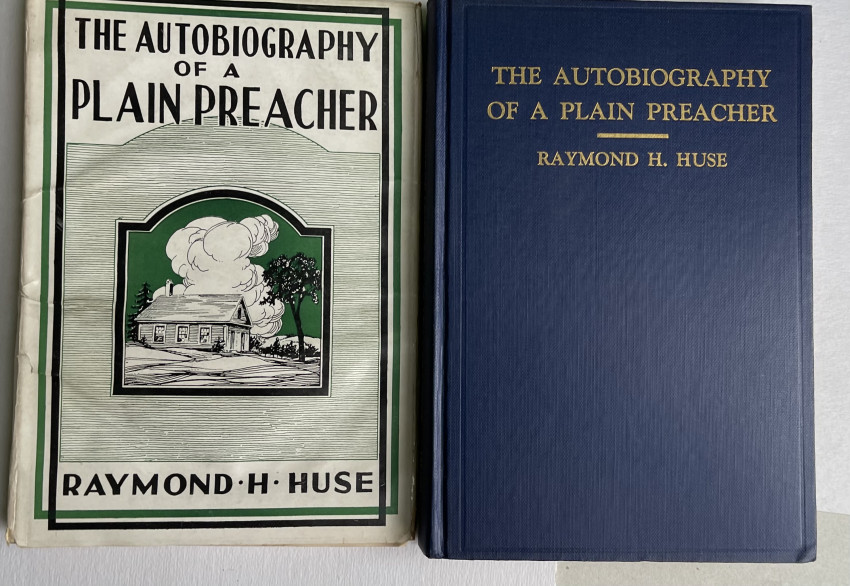 THE AUTOBIOGRAPHY
OF A
PLAIN PREACHER
RAYMOND·H·HUSE
THE AUTOBIOGRAPHY
OF A PLAIN PREACHER
RAYMOND H. HUSE